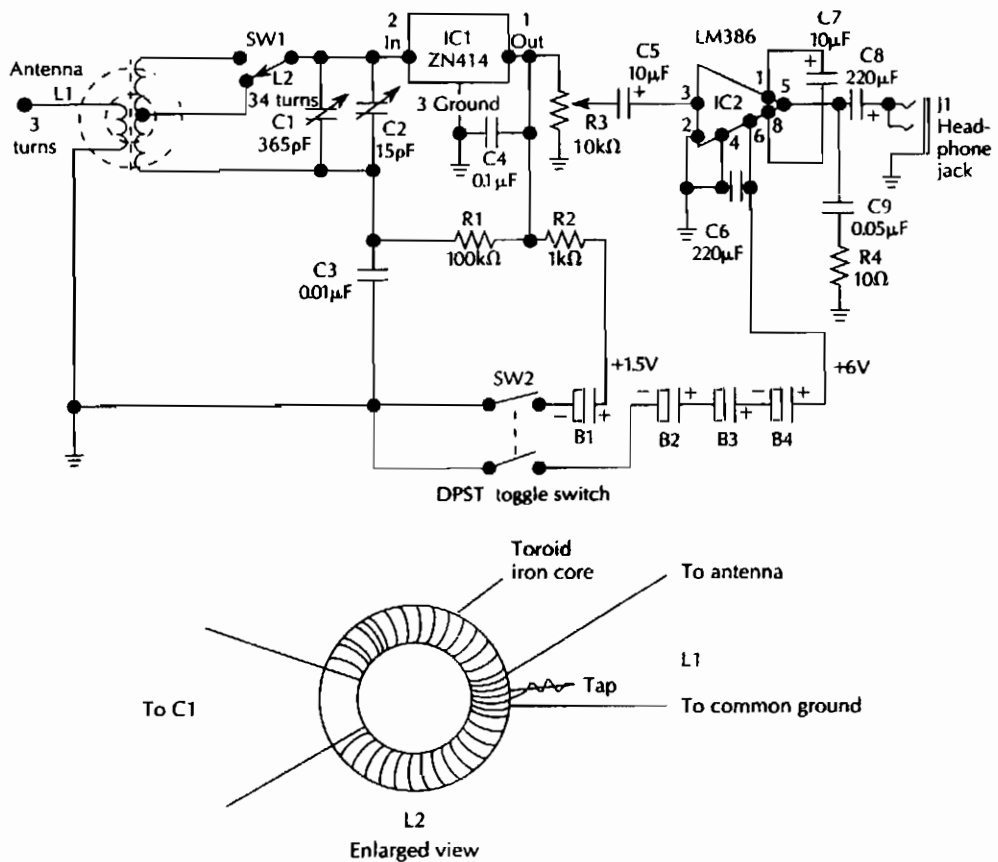 Antenna
L1
3
turns
SW1
L2
34 turns
C1
365pF
C2
15pF
2
In
IC1
ZN414
1
Out
3 Ground
C4
0.1µF
R3
10kΩ
C5
10µF
+
LM386
3
2
IC2
4
6
1
5
8
C6
220µF
C7
10µF
+
C8
220µF
+
J1
Head-
phone
jack
C9
0.05µF
R4
10Ω
R1
100kΩ
R2
1kΩ
C3
0.01µF
+1.5V
+6V
SW2
- +
B1
- +
B2
+
B3
- +
B4
DPST toggle switch
Toroid
iron core
To antenna
L1
Tap
To common ground
To C1
L2
Enlarged view